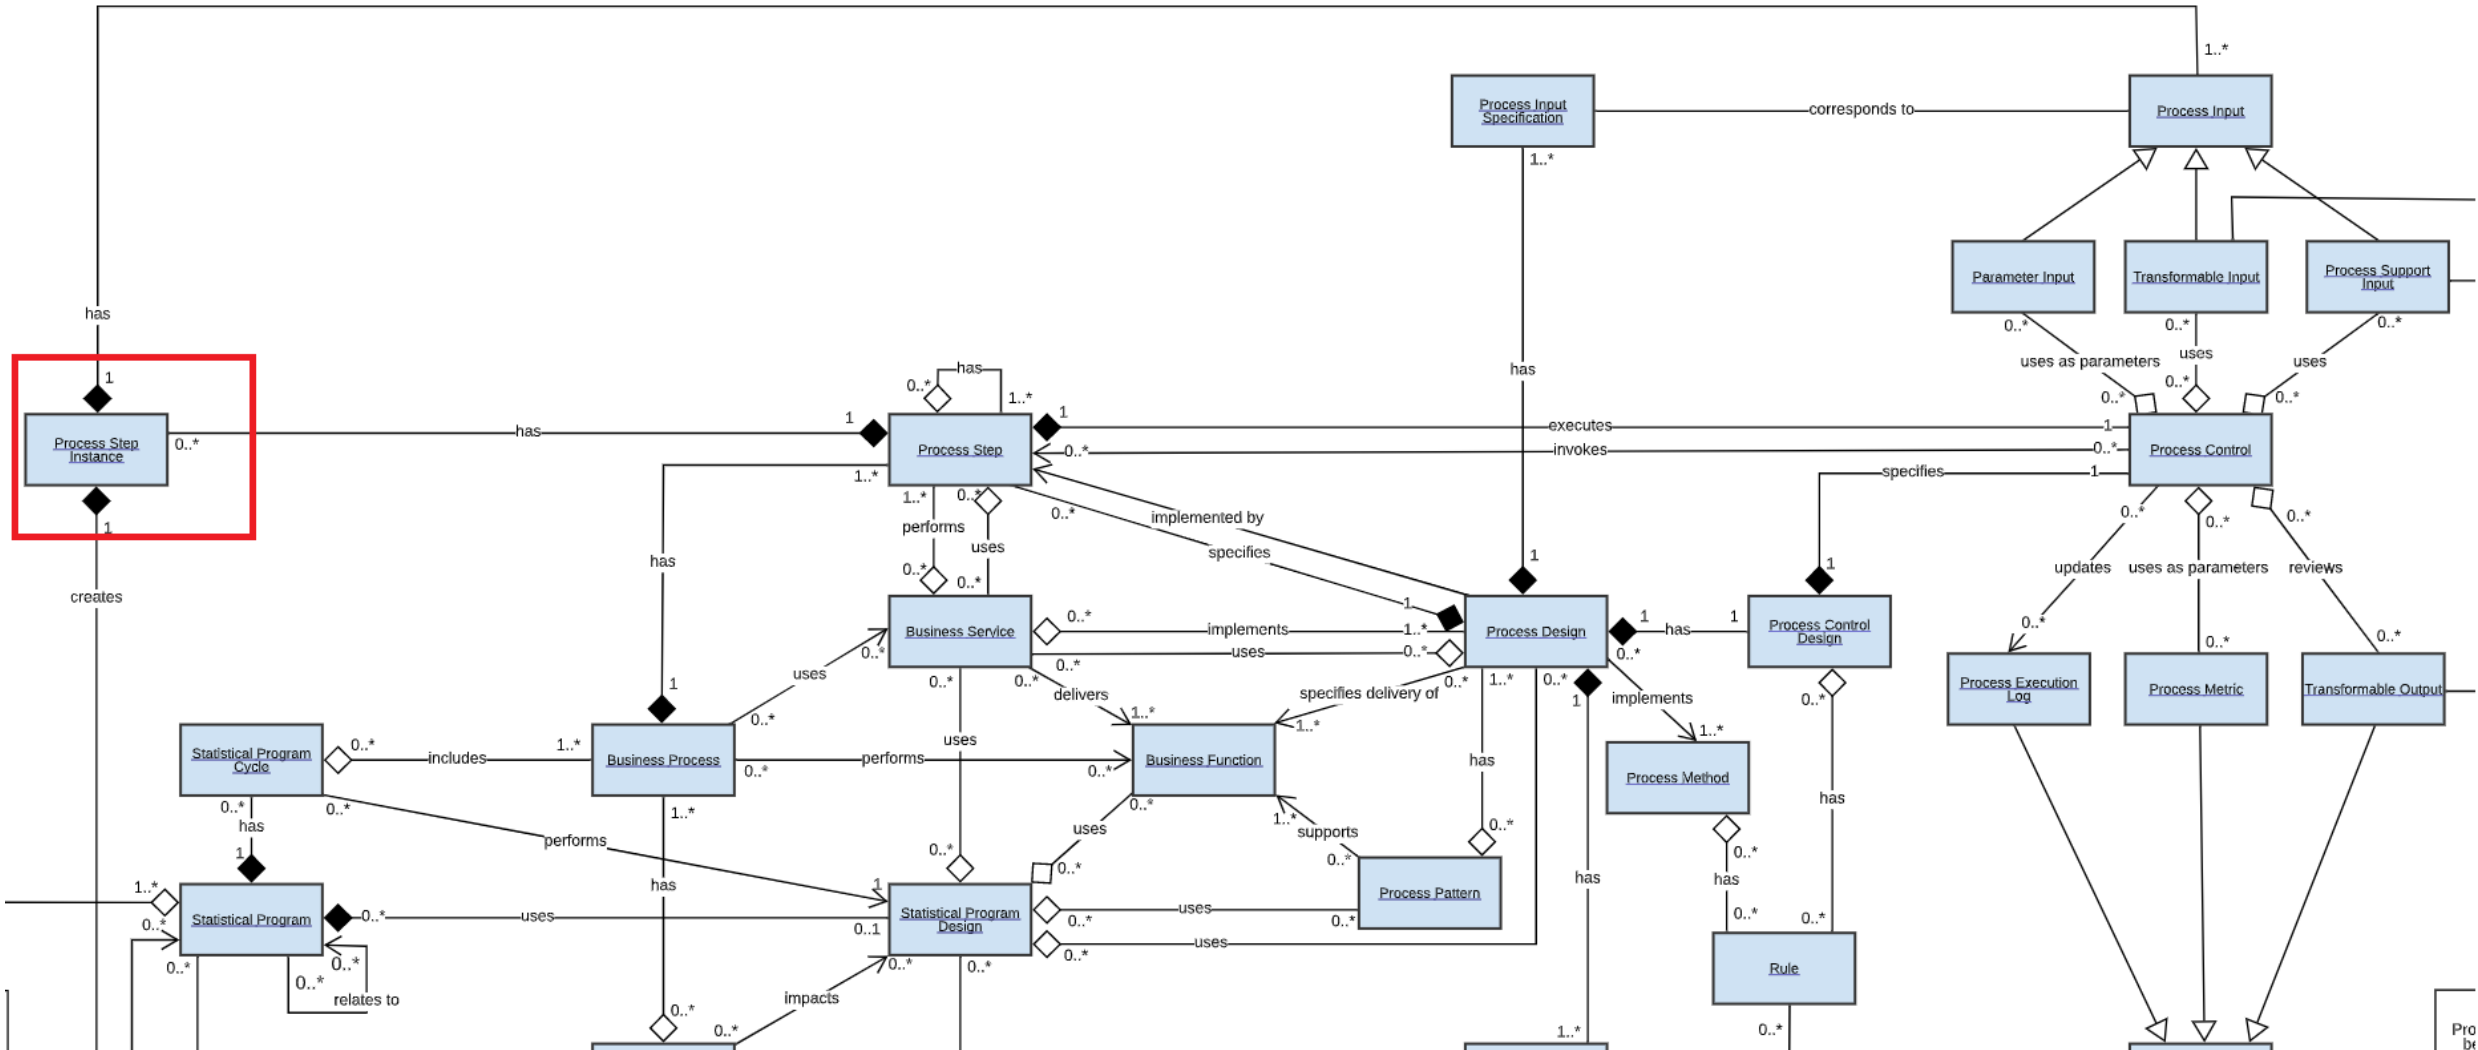 1..*
Process Input
Specification
corresponds to
Process Input
1..*
Parameter Input
Transformable Input
Process Support
Input
has
has
0..*
0..*
0..*
uses as parameters
uses
uses
1
has
0..*
1..*
0..*
0..*
0..*
Process Step
Instance
0..*
has
1
Process Step
1
executes
1
0..*
invokes
0..*
Process Control
specifies
1
1
1..*
1..*
0..*
0..*
implemented by
specifies
performs
uses
has
creates
0..*
0..*
0..*
updates
uses as parameters
reviews
1
1
0..*
0..*
1
Business Service
0..*
implements
1..*
uses
0..*
0..*
Process Design
1
has
1
Process Control
Design
0..*
0..*
0..*
0..*
uses
0..*
1
0..*
0..*
0..*
delivers
1..*
specifies delivery of
0..*
1..*
1..*
0..*
1
implements
1..*
0..*
Process Execution
Log
Process Metric
Transformable Output
Statistical Program
Cycle
0..*
includes
1..*
Business Process
0..*
performs
0..*
Business Function
uses
has
Process Method
0..*
has
0..*
1..*
0..*
uses
0..*
1..*
supports
0..*
0..*
0..*
has
performs
1
has
0..*
0..*
1
has
has
1..*
0..*
Statistical Program
0..*
uses
0..1
Statistical Program
Design
0..*
uses
0..*
Process Pattern
0..*
0..*
uses
0..*
0..*
0..*
0..*
relates to
0..*
0..*
impacts
0..*
0..*
Rule
1..*
0..*
Pro
be